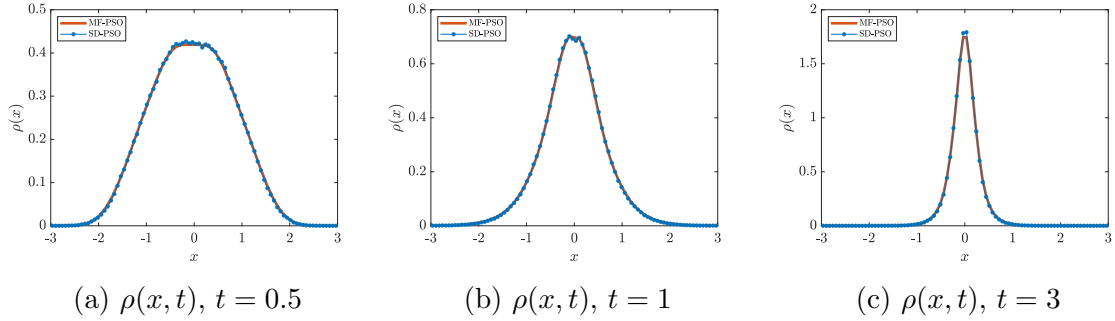 0.5
0.4
0.3
0.2
0.1
0
-3 -2 -1 0 1 2 3
x
ρ(x)
MF-PSO
SD-PSO
(a) ρ(x, t), t = 0.5
0.8
0.6
0.4
0.2
0
-3 -2 -1 0 1 2 3
x
ρ(x)
MF-PSO
SD-PSO
(b) ρ(x, t), t = 1
2
1.5
1
0.5
0
-3 -2 -1 0 1 2 3
x
ρ(x)
MF-PSO
SD-PSO
(c) ρ(x, t), t = 3